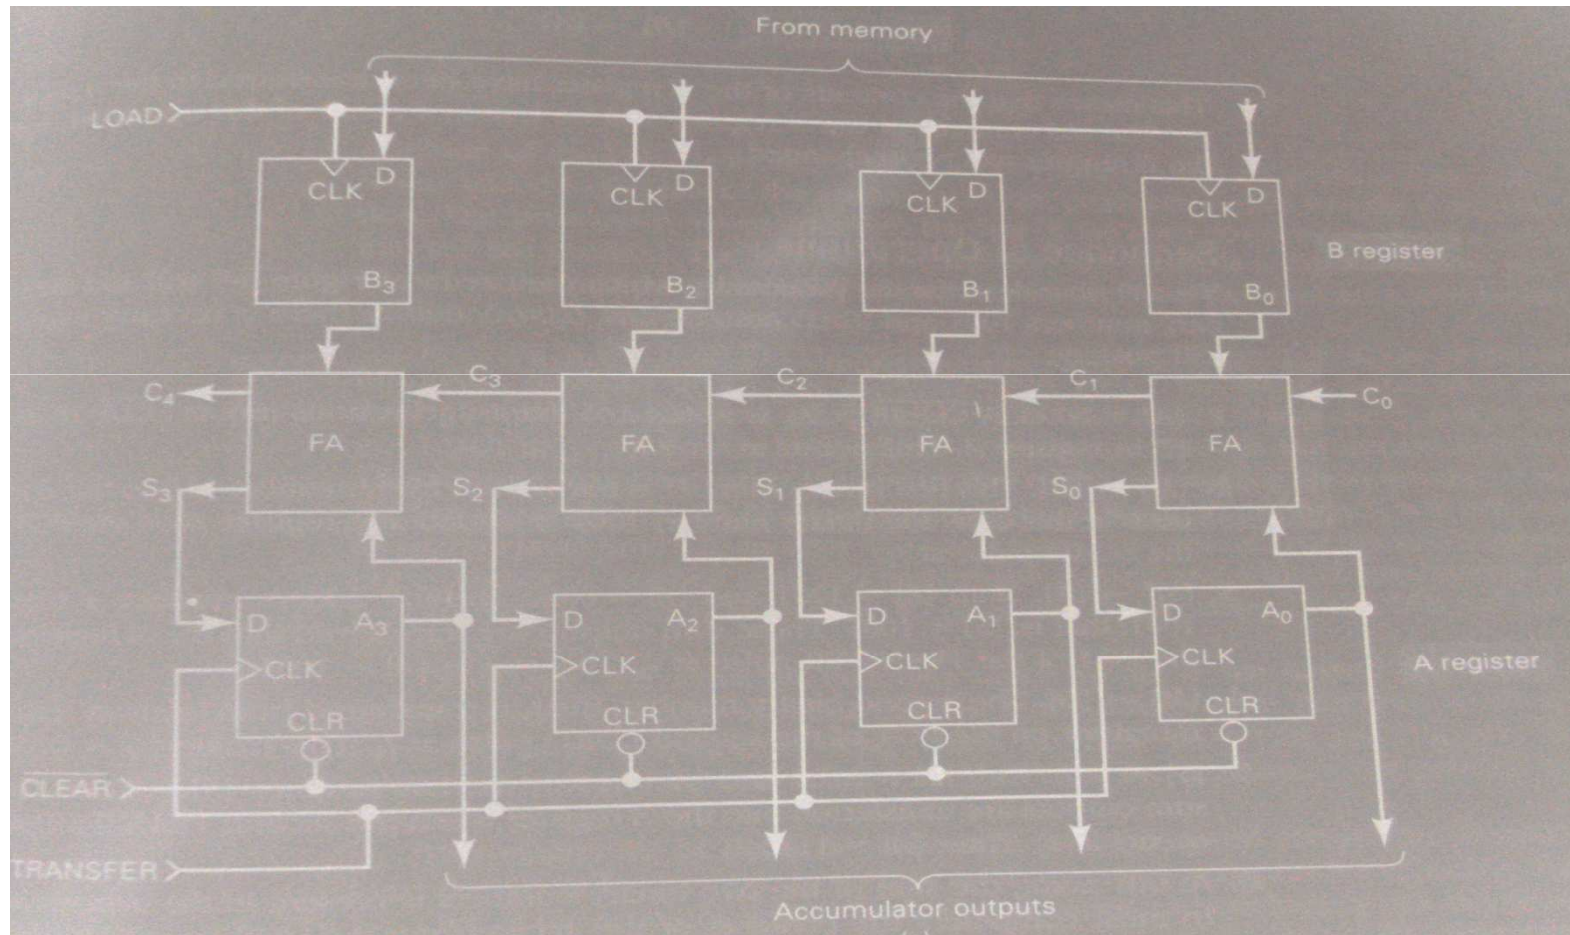 From memory
LOAD
CLK D CLK D CLK D CLK D
B register
B₃ B₂ B₁ B₀
C₄ C₃ C₂ C₁ C₀
FA FA FA FA
S₃ S₂ S₁ S₀
D A₃ D A₂ D A₁ D A₀
CLK CLK CLK CLK
A register
CLR CLR CLR CLR
CLEAR
TRANSFER
Accumulator outputs